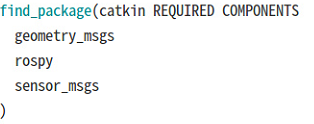 find_package(catkin REQUIRED COMPONENTS
  geometry_msgs
  rospy
  sensor_msgs
)